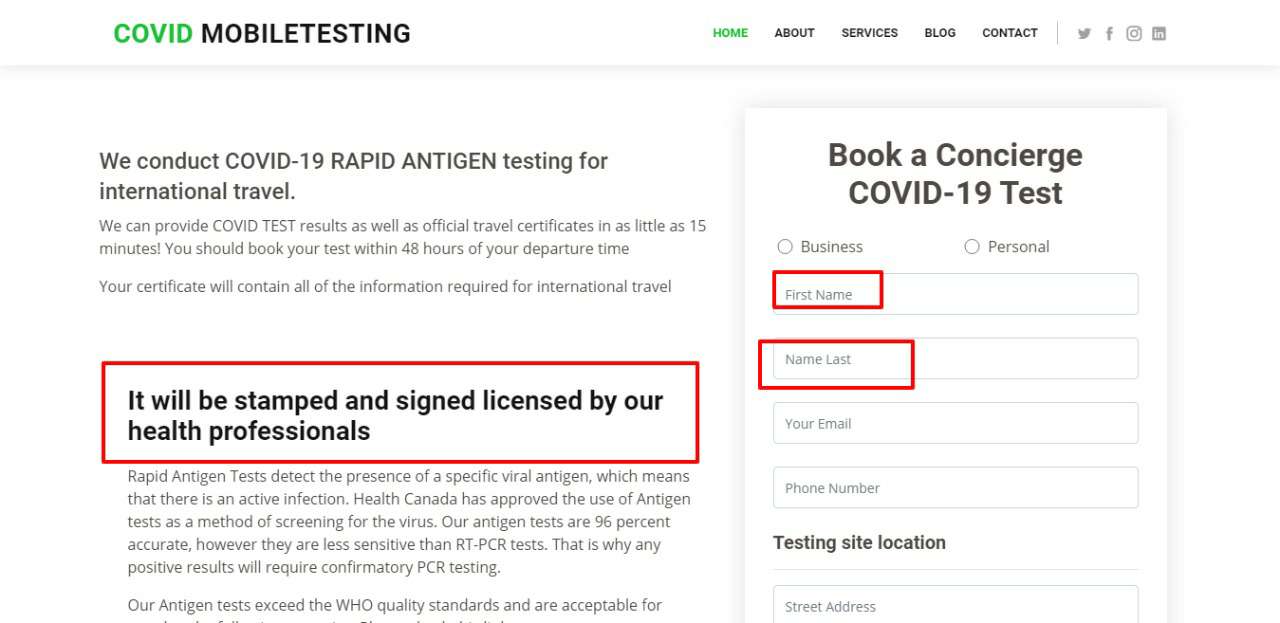 COVID MOBILETESTING
HOME ABOUT SERVICES BLOG CONTACT
We conduct COVID-19 RAPID ANTIGEN testing for
international travel.
We can provide COVID TEST results as well as official travel certificates in as little as 15
minutes! You should book your test within 48 hours of your departure time
Your certificate will contain all of the information required for international travel
It will be stamped and signed licensed by our
health professionals
Rapid Antigen Tests detect the presence of a specific viral antigen, which means
that there is an active infection. Health Canada has approved the use of Antigen
tests as a method of screening for the virus. Our antigen tests are 96 percent
accurate, however they are less sensitive than RT-PCR tests. That is why any
positive results will require confirmatory PCR testing.
Our Antigen tests exceed the WHO quality standards and are acceptable for
Book a Concierge
COVID-19 Test
Business Personal
First Name
Name Last
Your Email
Phone Number
Testing site location
Street Address